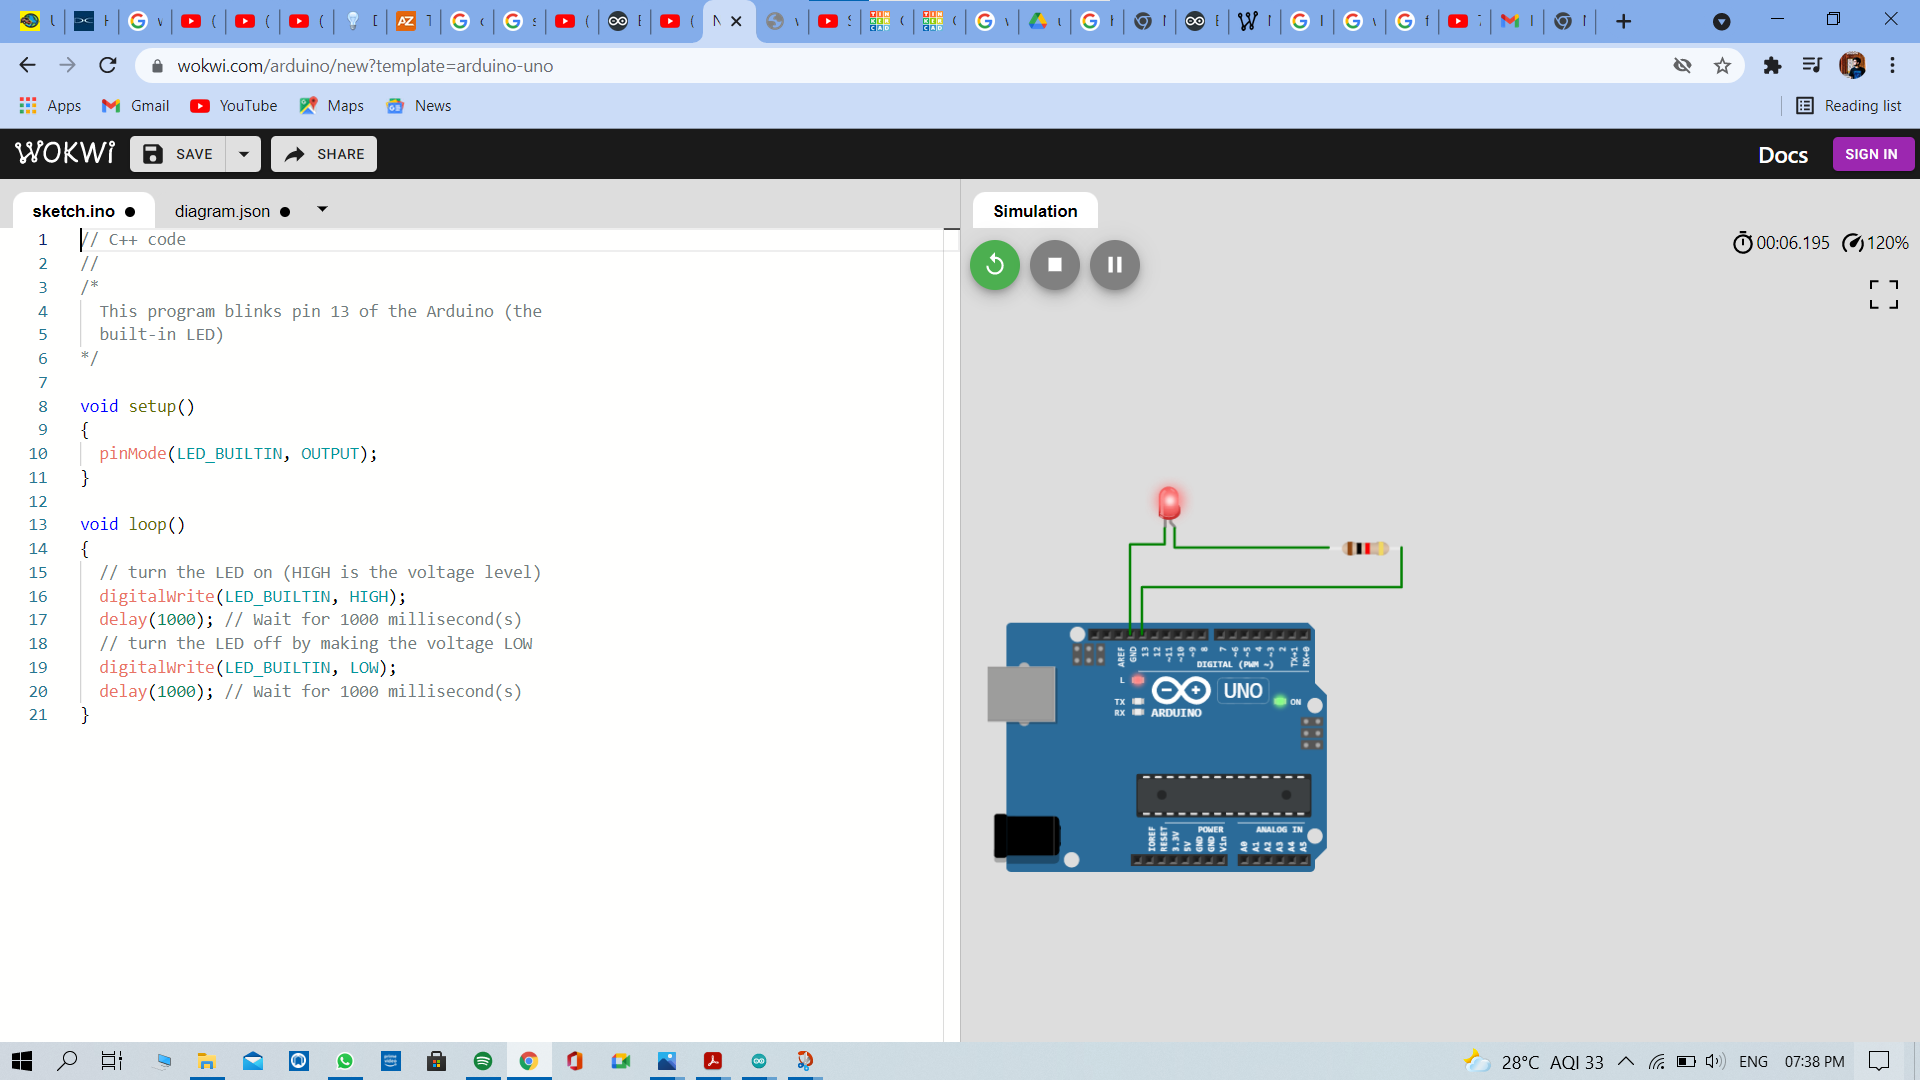 wokwi.com/arduino/new?template=arduino-uno
Apps
Gmail
YouTube
Maps
News
Reading list
WOKWI
SAVE
SHARE
Docs
SIGN IN
sketch.ino
diagram.json
1 // C++ code
2 //
3 /*
4 This program blinks pin 13 of the Arduino (the
5 built-in LED)
6 */
7
8 void setup()
9 {
10 pinMode(LED_BUILTIN, OUTPUT);
11 }
12
13 void loop()
14 {
15 // turn the LED on (HIGH is the voltage level)
16 digitalWrite(LED_BUILTIN, HIGH);
17 delay(1000); // Wait for 1000 millisecond(s)
18 // turn the LED off by making the voltage LOW
19 digitalWrite(LED_BUILTIN, LOW);
20 delay(1000); // Wait for 1000 millisecond(s)
21 }
Simulation
00:06.195
120%
AREF
GND
13
12
~11
~10
~9
8
7
~6
~5
4
~3
2
TX→1
RX←0
DIGITAL (PWM ~)
L
TX
RX
ARDUINO
UNO
ON
IOREF
RESET
3.3V
5V
GND
GND
Vin
POWER
ANALOG IN
A0
A1
A2
A3
A4
A5
28°C AQI 33
ENG
07:38 PM